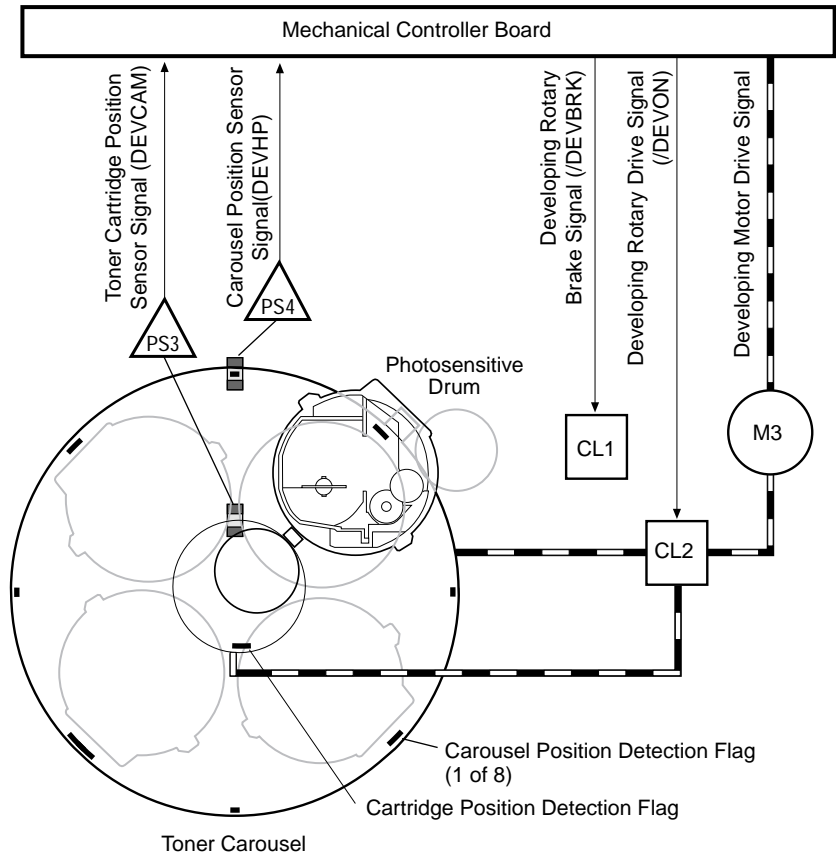 Mechanical Controller Board
Toner Cartridge Position
Sensor Signal (DEVCAM)
Carousel Position Sensor
Signal(DEVHP)
Developing Rotary
Brake Signal (/DEVBRK)
Developing Rotary Drive Signal
(/DEVON)
Developing Motor Drive Signal
PS3
PS4
Photosensitive
Drum
CL1
M3
CL2
Carousel Position Detection Flag
(1 of 8)
Cartridge Position Detection Flag
Toner Carousel